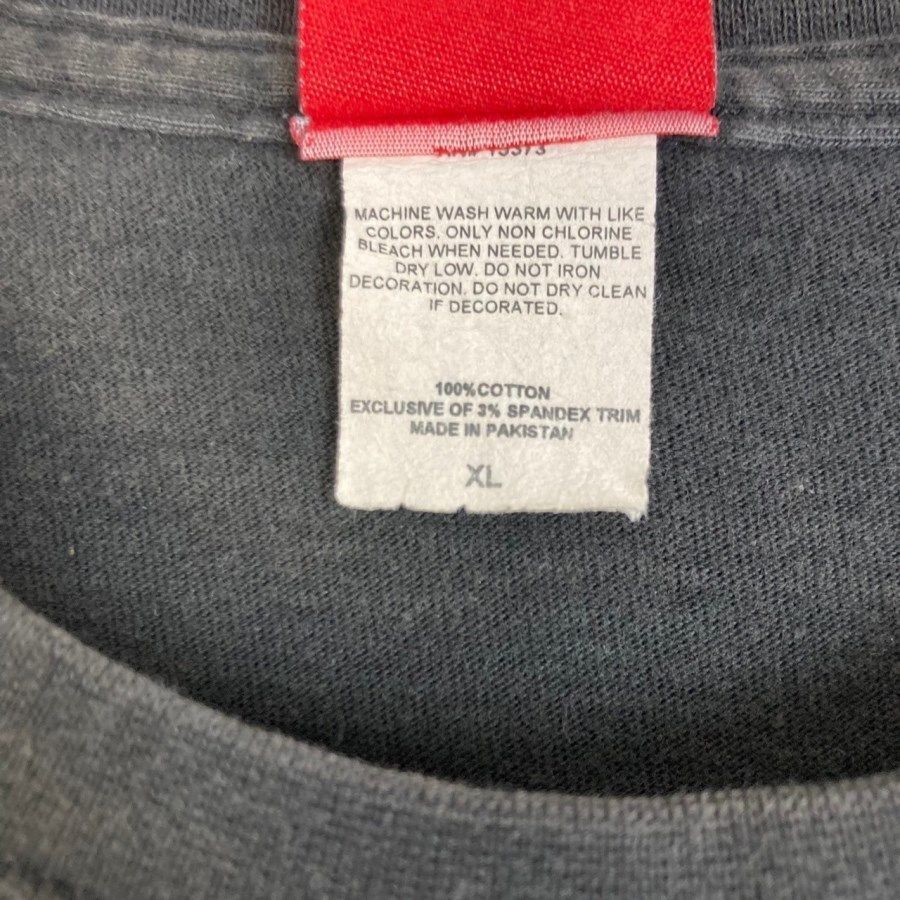 MACHINE WASH WARM WITH LIKE
COLORS. ONLY NON CHLORINE
BLEACH WHEN NEEDED. TUMBLE
DRY LOW. DO NOT IRON
DECORATION. DO NOT DRY CLEAN
IF DECORATED.
100%COTTON
EXCLUSIVE OF 3% SPANDEX TRIM
MADE IN PAKISTAN
XL